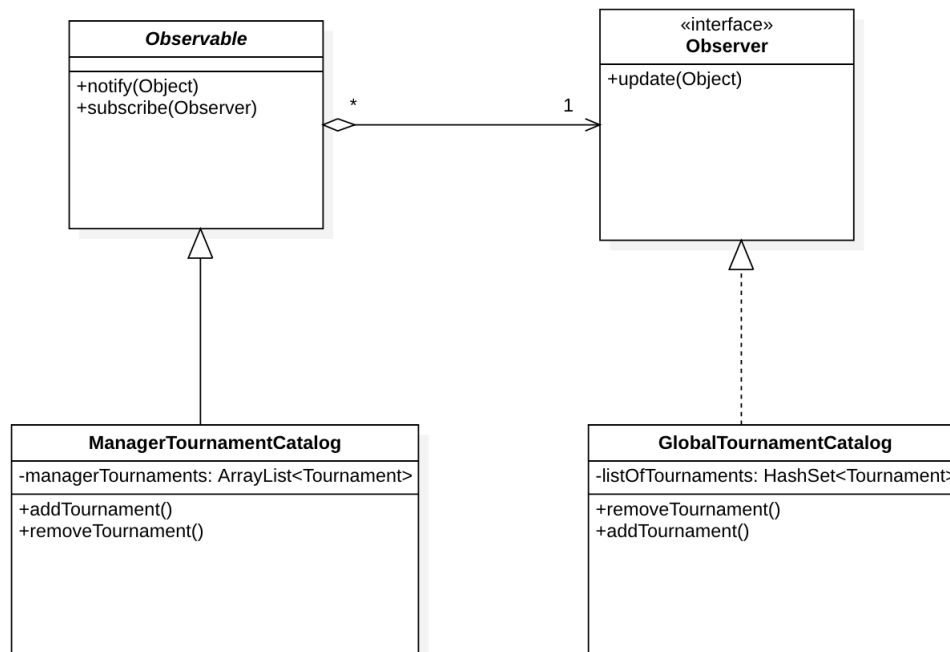 Observable
+notify(Object)
+subscribe(Observer)
*
1
«interface»
Observer
+update(Object)
ManagerTournamentCatalog
-managerTournaments: ArrayList<Tournament>
+addTournament()
+removeTournament()
GlobalTournamentCatalog
-listOfTournaments: HashSet<Tournament>
+removeTournament()
+addTournament()